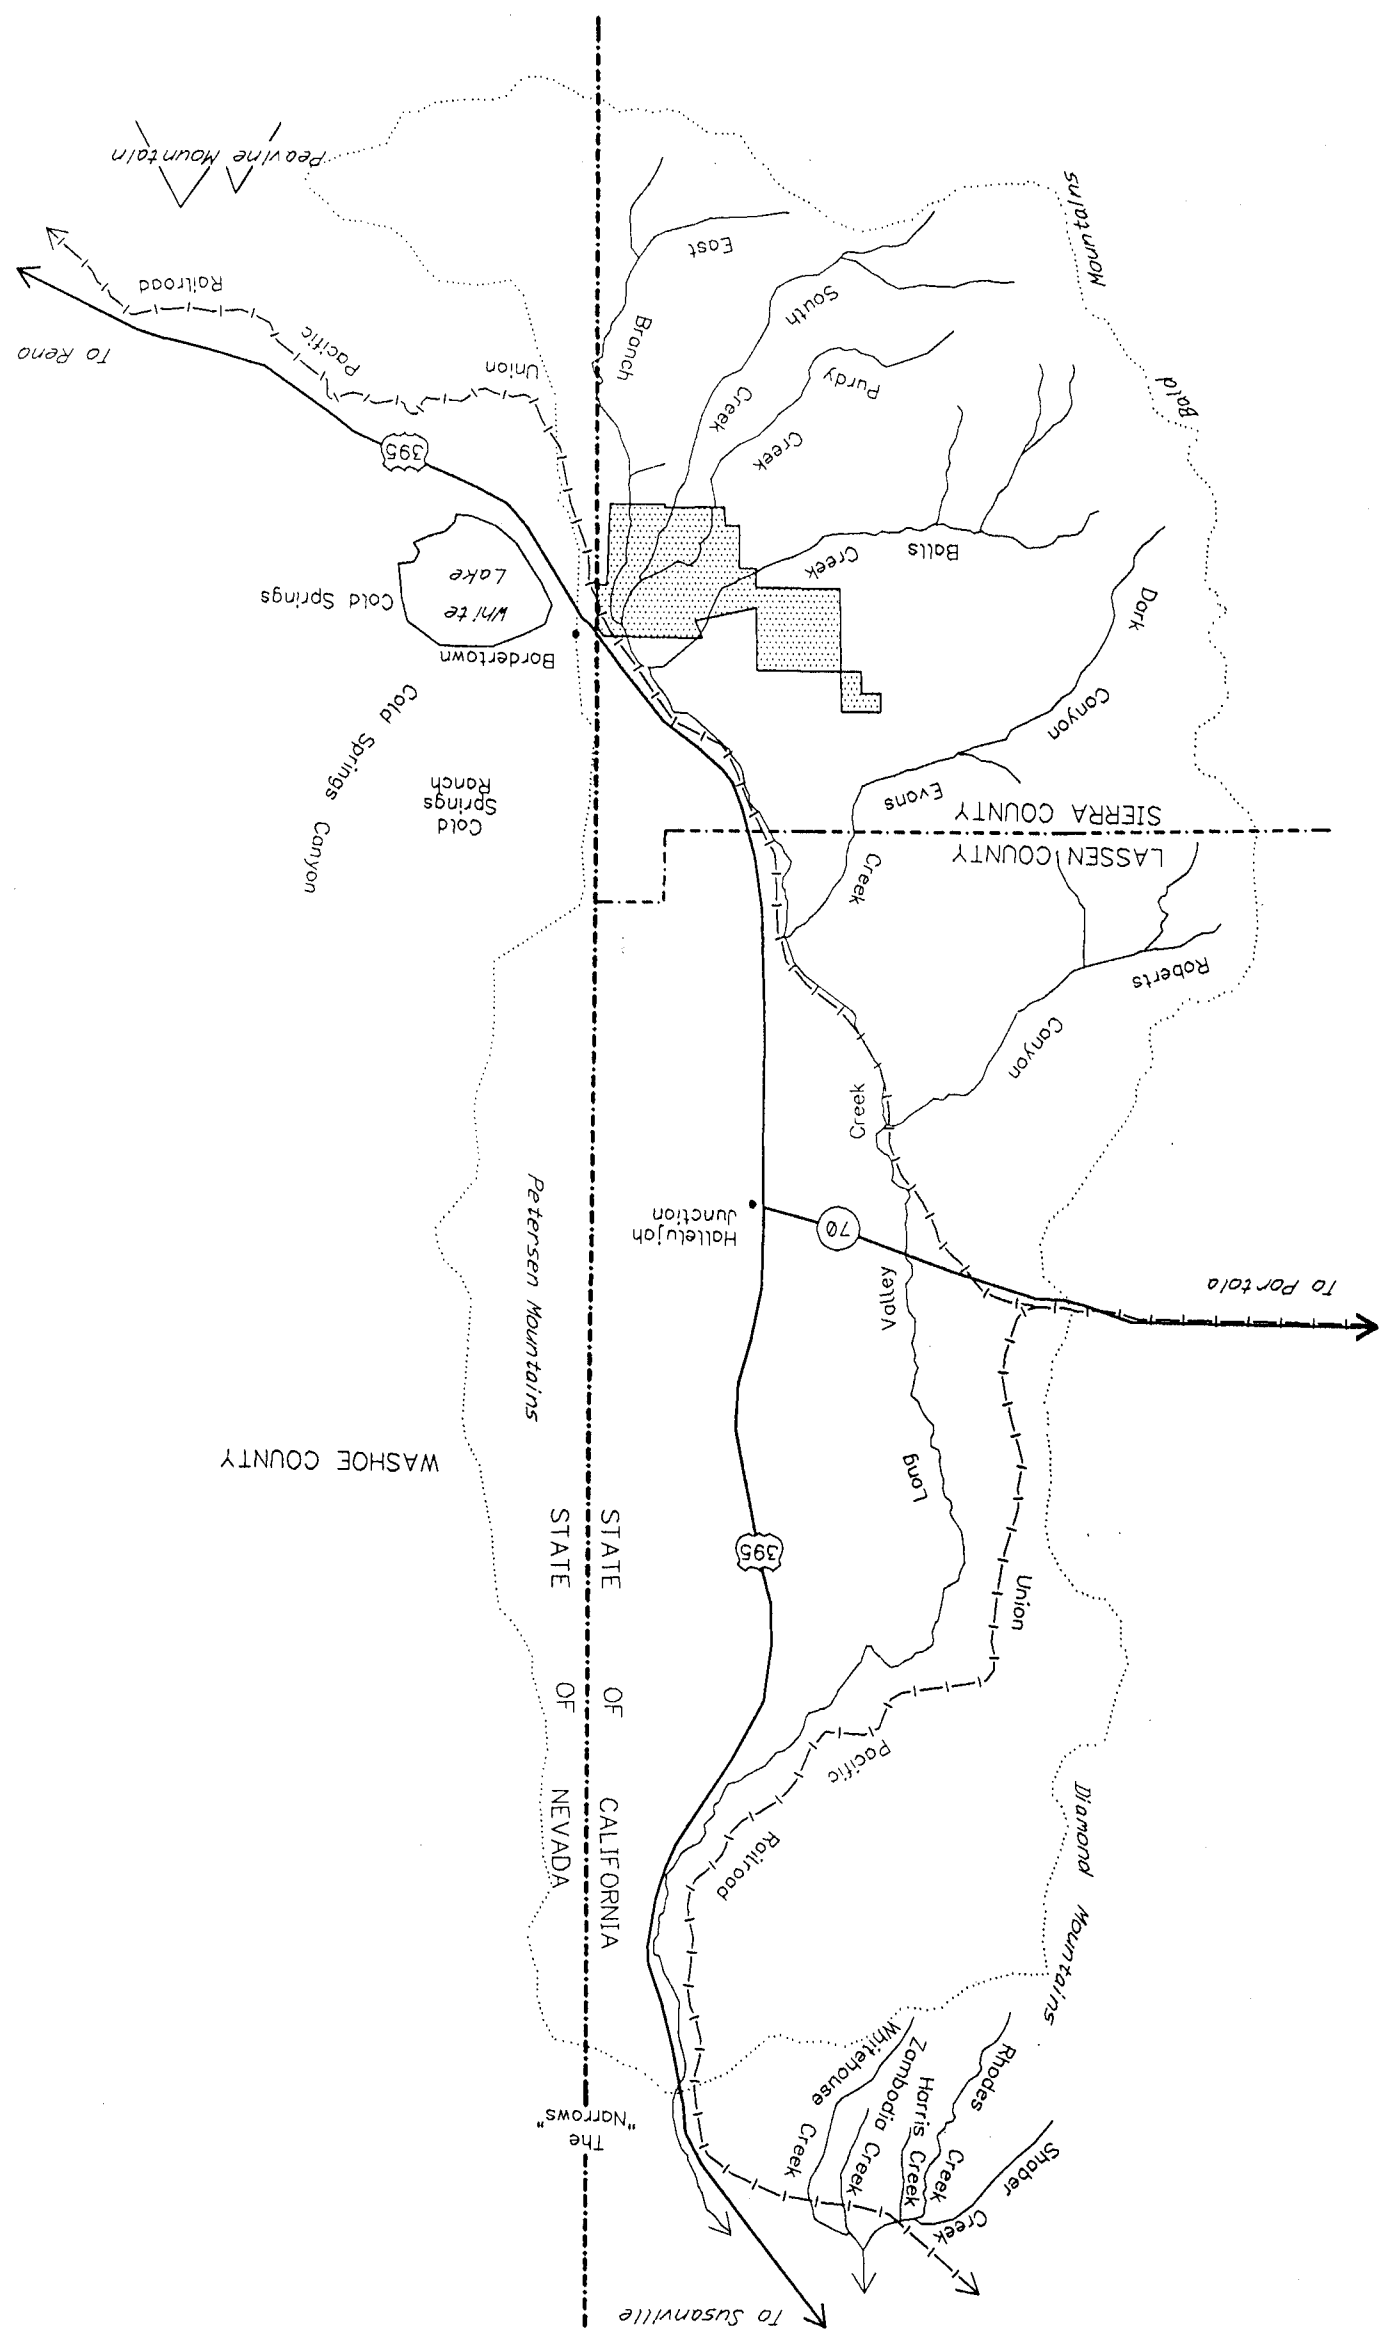 To Susanville
The
"Narrows"
Shaber
Creek
Rhodes
Creek
Harris Creek
Zambodia Creek
Whitehouse
Creek
Diamond Mountains
Railroad
Pacific
Union
STATE OF CALIFORNIA
STATE OF NEVADA
395
Long
Valley
Creek
WASHOE COUNTY
Petersen Mountains
To Portola
70
Hallelujah
Junction
Roberts
Canyon
LASSEN COUNTY
SIERRA COUNTY
Evans
Creek
Dark
Canyon
Cold
Springs
Ranch
Cold Springs Canyon
Bordertown
White
Lake
Cold Springs
Balls
Creek
Purdy
Creek
South
Creek
East
Branch
395
To Reno
Union
Pacific
Railroad
Bald
Mountains
Peavine Mountain